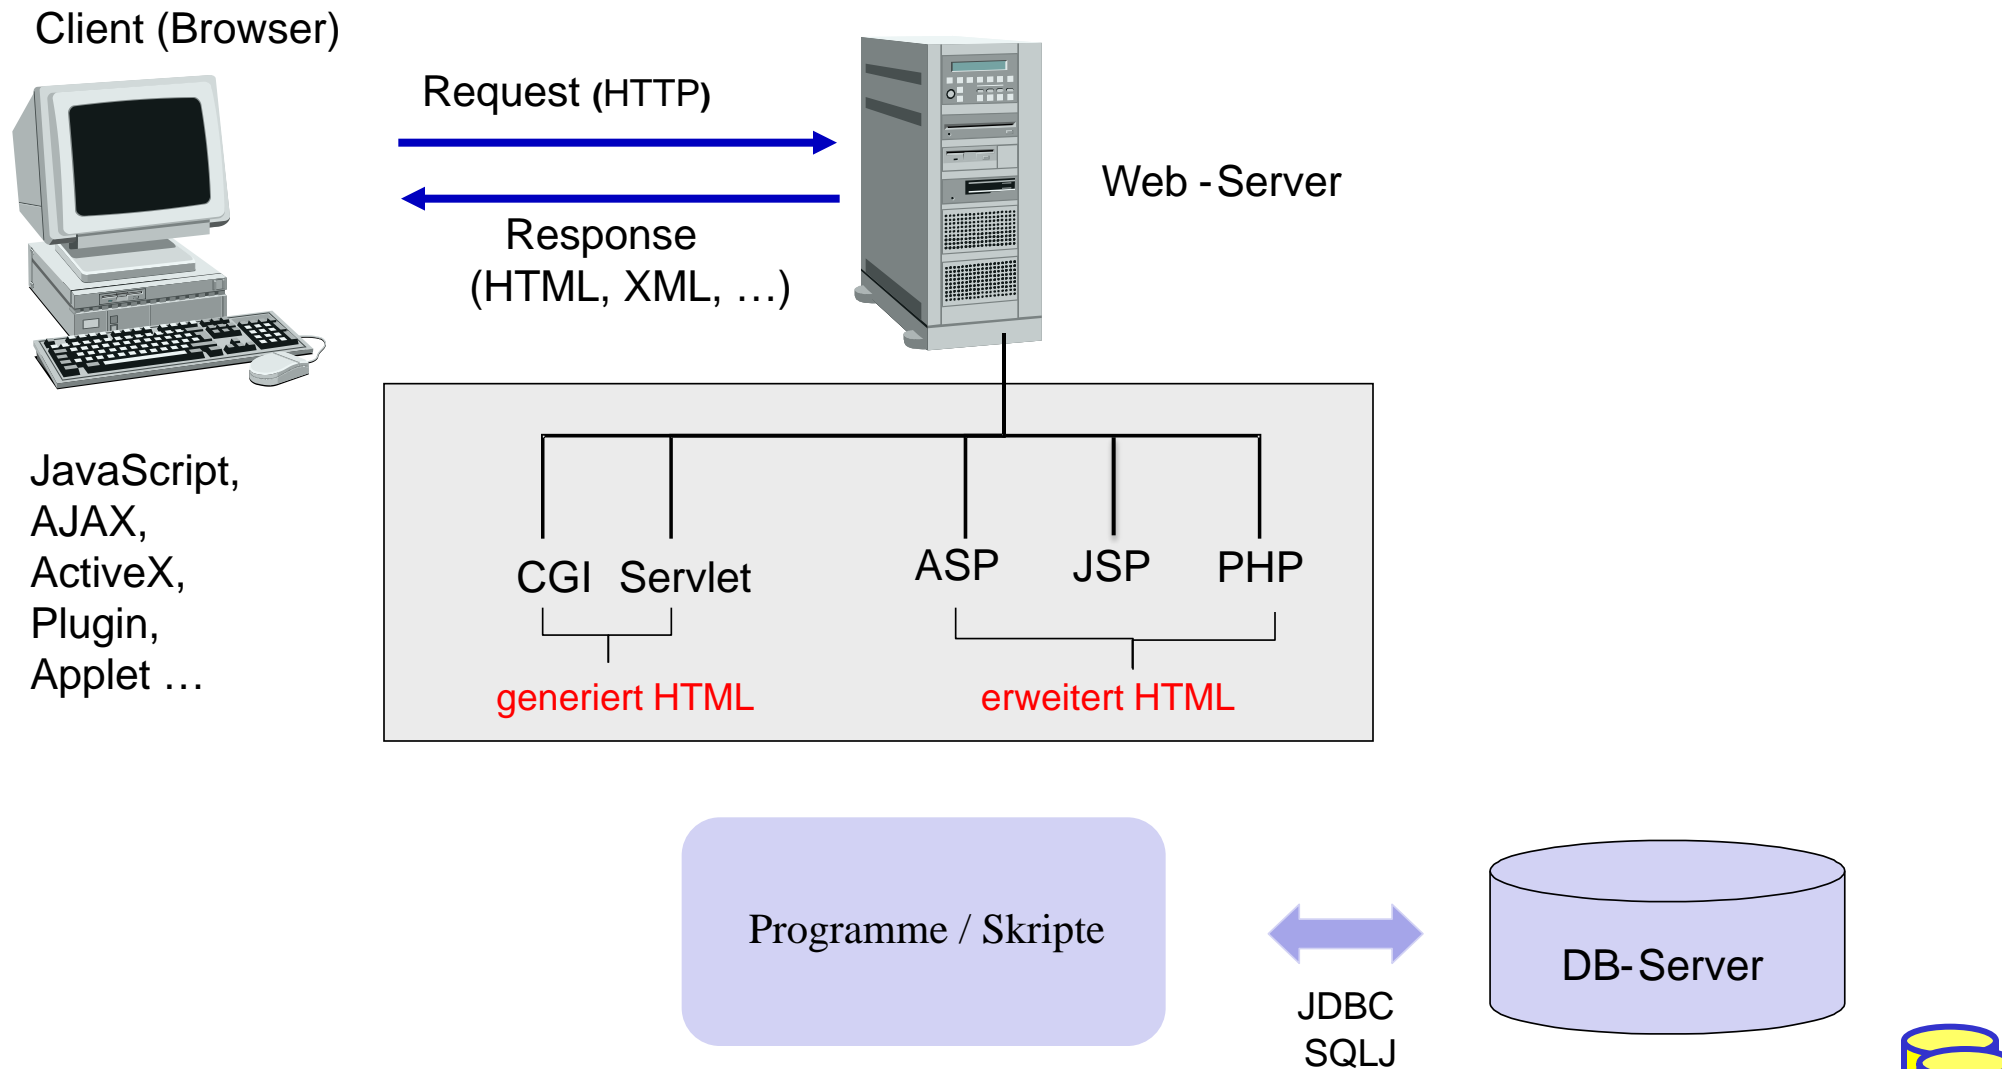 Client (Browser)
Request (HTTP)
Web -Server
Response
(HTML, XML, …)
JavaScript,
AJAX,
ActiveX,
Plugin,
Applet …
CGI Servlet ASP JSP PHP
generiert HTML erweitert HTML
Programme / Skripte
DB-Server
JDBC
SQLJ